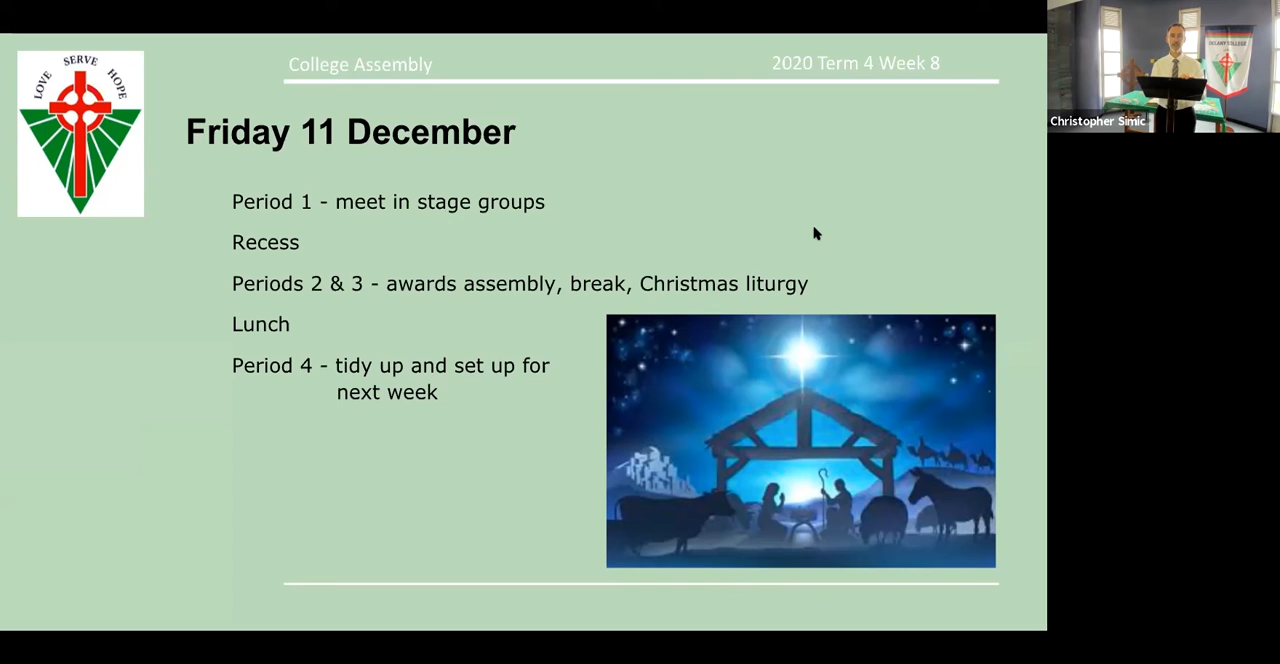 LOVE SERVE HOPE
College Assembly
2020 Term 4 Week 8
Friday 11 December
Period 1 - meet in stage groups
Recess
Periods 2 & 3 - awards assembly, break, Christmas liturgy
Lunch
Period 4 - tidy up and set up for
next week
Christopher Simic